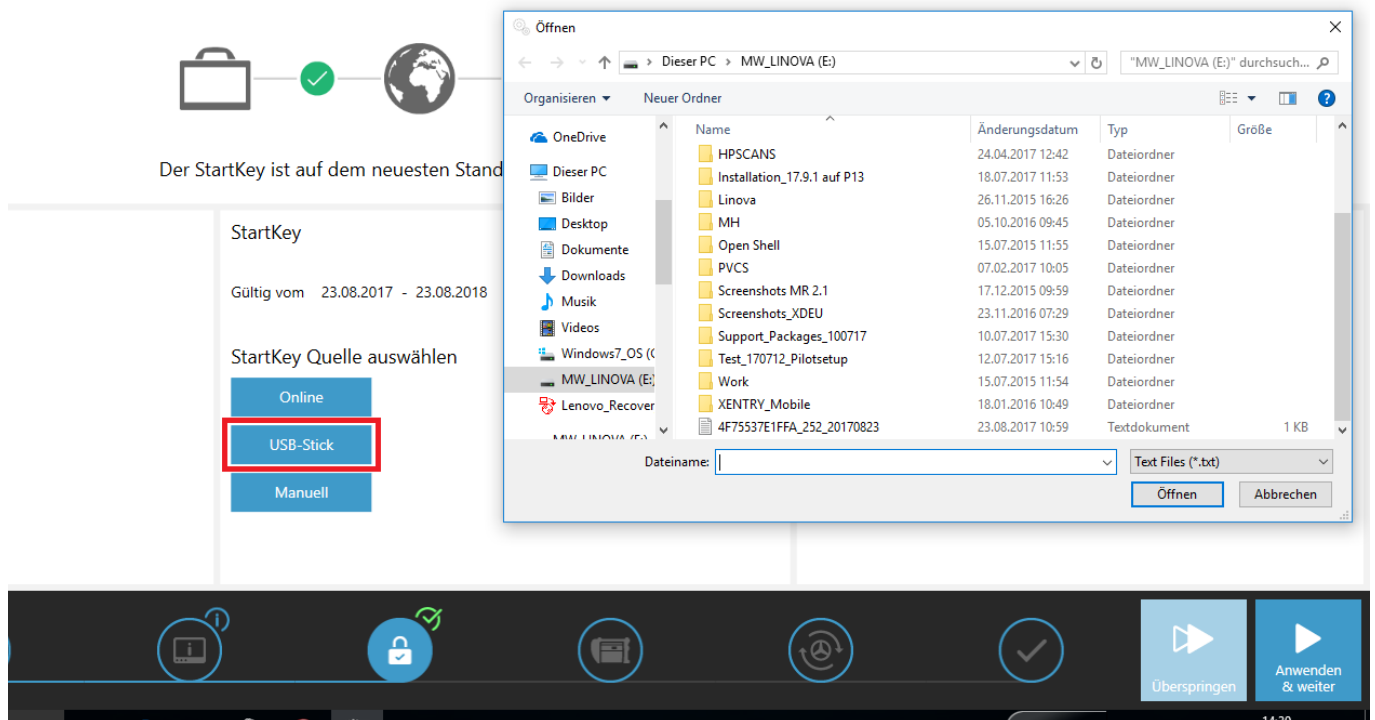 Der StartKey ist auf dem neuesten Stand
StartKey
Gültig vom 23.08.2017 - 23.08.2018
StartKey Quelle auswählen
Online
USB-Stick
Manuell
Öffnen
Dieser PC › MW_LINOVA (E:)
"MW_LINOVA (E:)" durchsuch...
Organisieren Neuer Ordner
OneDrive
Dieser PC
Bilder
Desktop
Dokumente
Downloads
Musik
Videos
Windows7_OS (C
MW_LINOVA (E:)
Lenovo_Recover
MW_LINOVA (E:)
Name Änderungsdatum Typ Größe
HPSCANS 24.04.2017 12:42 Dateiordner
Installation_17.9.1 auf P13 18.07.2017 11:53 Dateiordner
Linova 26.11.2015 16:26 Dateiordner
MH 05.10.2016 09:45 Dateiordner
Open Shell 15.07.2015 11:55 Dateiordner
PVCS 07.02.2017 10:05 Dateiordner
Screenshots MR 2.1 17.12.2015 09:59 Dateiordner
Screenshots_XDEU 23.11.2016 07:29 Dateiordner
Support_Packages_100717 10.07.2017 15:30 Dateiordner
Test_170712_Pilotsetup 12.07.2017 15:16 Dateiordner
Work 15.07.2015 11:54 Dateiordner
XENTRY_Mobile 18.01.2016 10:49 Dateiordner
4F75537E1FFA_252_20170823 23.08.2017 10:59 Textdokument 1 KB
Dateiname: Text Files (*.txt)
Öffnen Abbrechen
Überspringen
Anwenden
& weiter